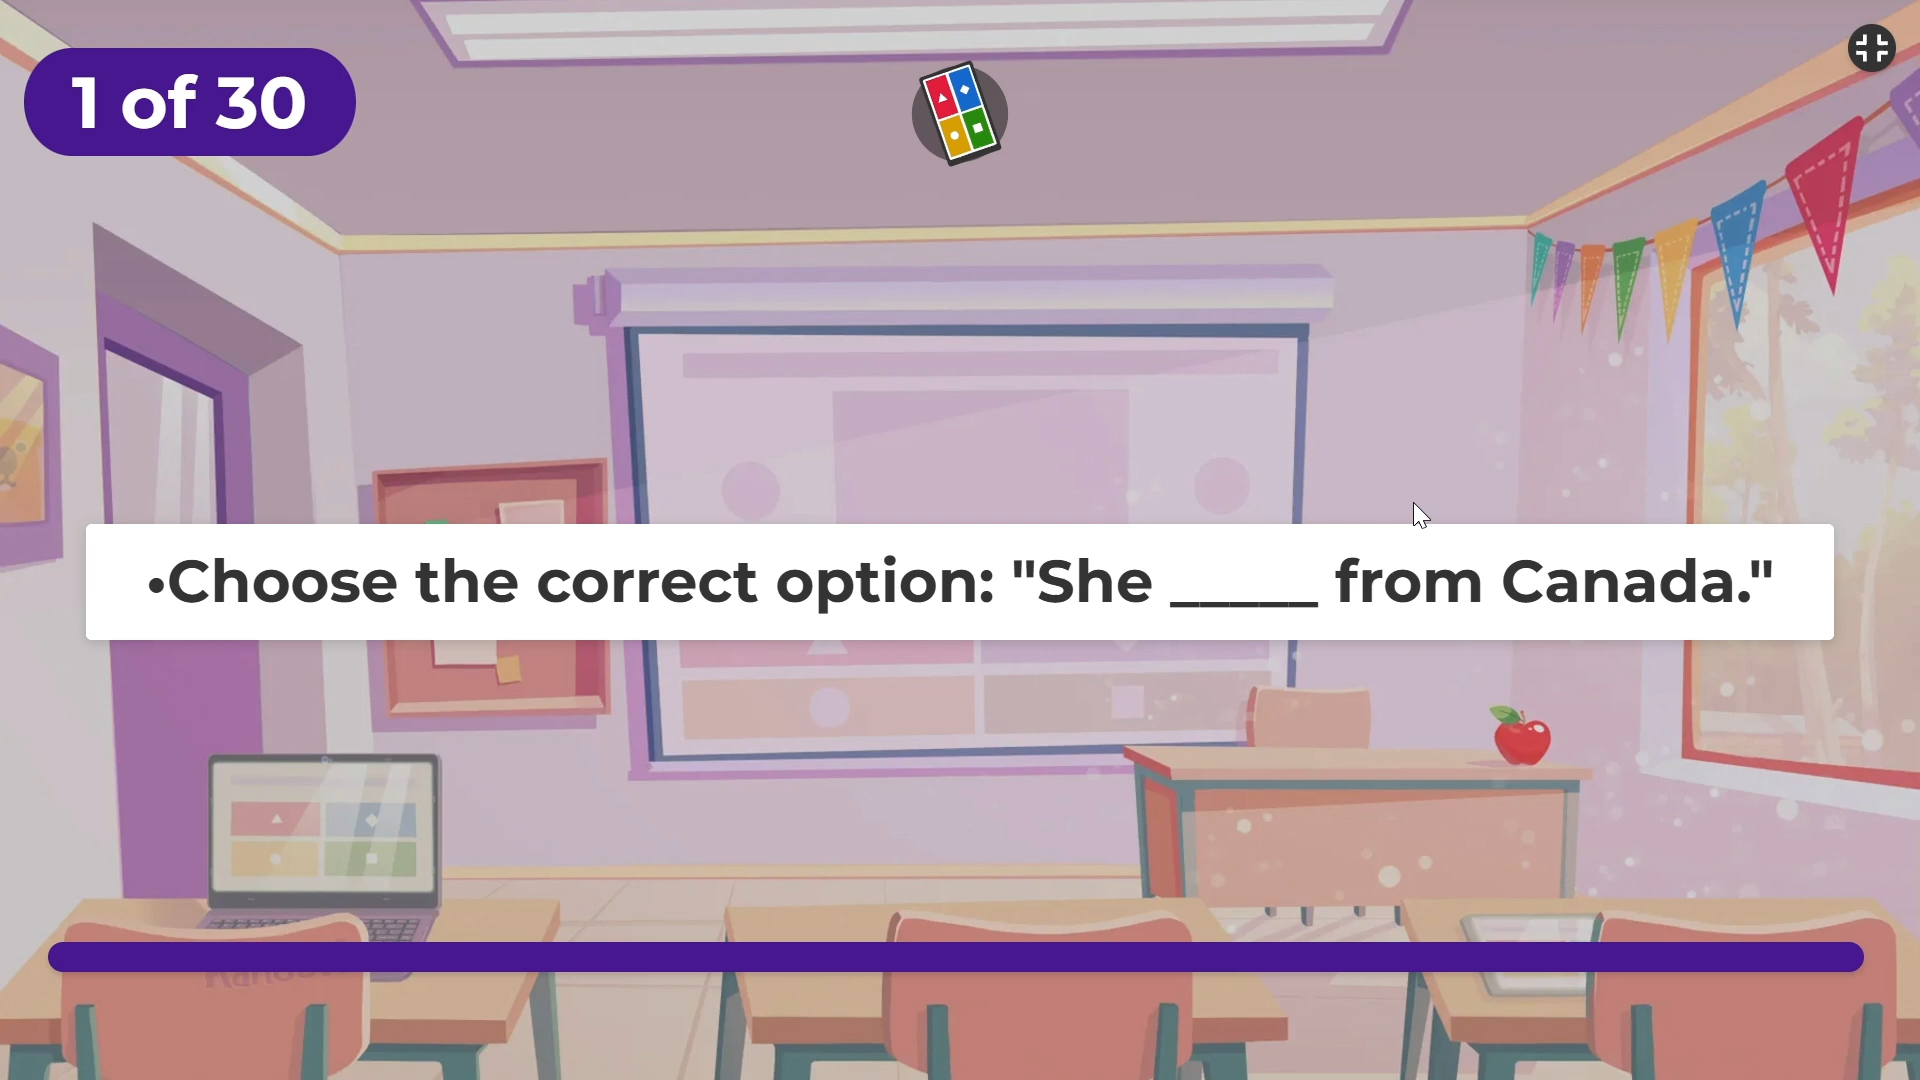 1 of 30
•Choose the correct option: "She _____ from Canada."